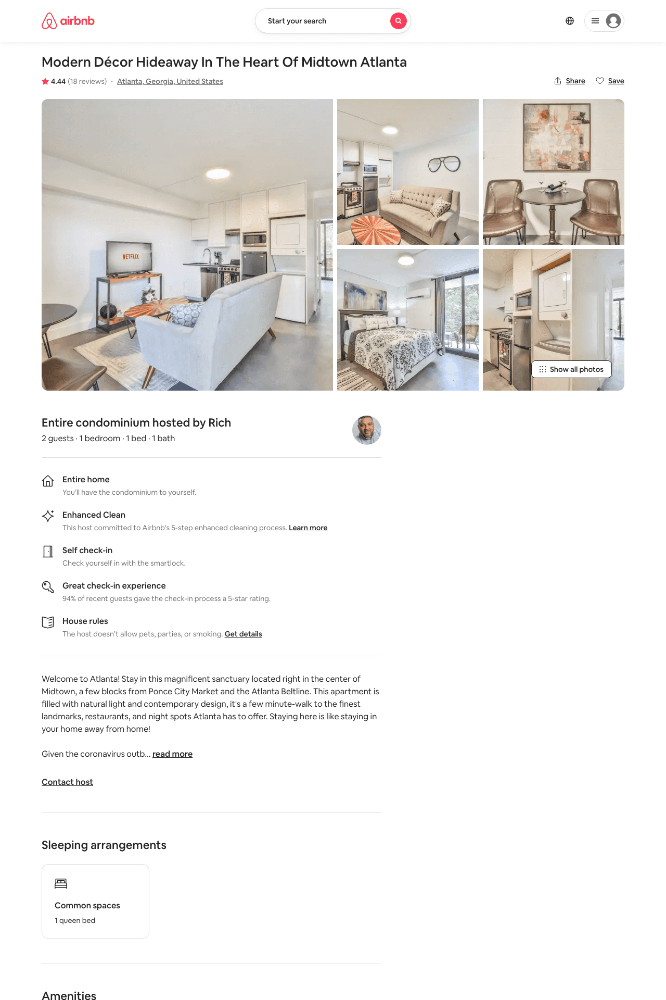 airbnb
Start your search
Modern Décor Hideaway In The Heart Of Midtown Atlanta
4.44 (18 reviews) · Atlanta, Georgia, United States
Share
Save
NETFLIX
Show all photos
Entire condominium hosted by Rich
2 guests · 1 bedroom · 1 bed · 1 bath
Entire home
You’ll have the condominium to yourself.
Enhanced Clean
This host committed to Airbnb's 5-step enhanced cleaning process. Learn more
Self check-in
Check yourself in with the smartlock.
Great check-in experience
94% of recent guests gave the check-in process a 5-star rating.
House rules
The host doesn’t allow pets, parties, or smoking. Get details
Welcome to Atlanta! Stay in this magnificent sanctuary located right in the center of
Midtown, a few blocks from Ponce City Market and the Atlanta Beltline. This apartment is
filled with natural light and contemporary design, it's a few minute-walk to the finest
landmarks, restaurants, and night spots Atlanta has to offer. Staying here is like staying in
your home away from home!
Given the coronavirus outb... read more
Contact host
Sleeping arrangements
Common spaces
1 queen bed
Amenities